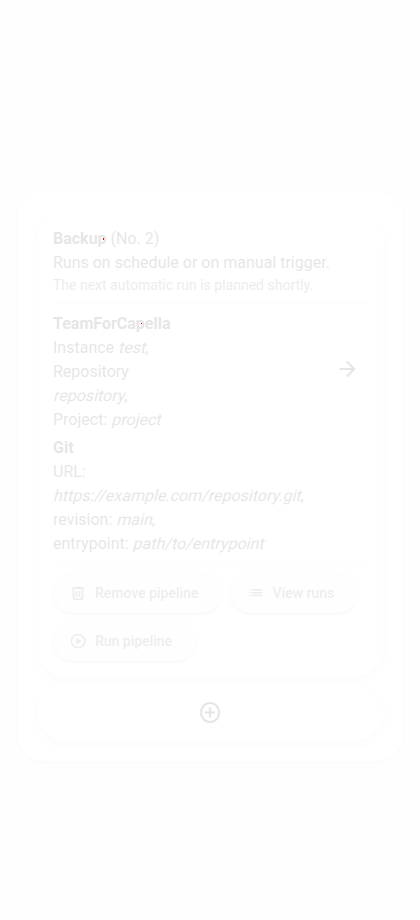 Backup (No. 2)
Runs on schedule or on manual trigger.
The next automatic run is planned shortly.
TeamForCapella
Instance test,
Repository
repository,
Project: project
Git
URL:
https://example.com/repository.git,
revision: main,
entrypoint: path/to/entrypoint
Remove pipeline
View runs
Run pipeline